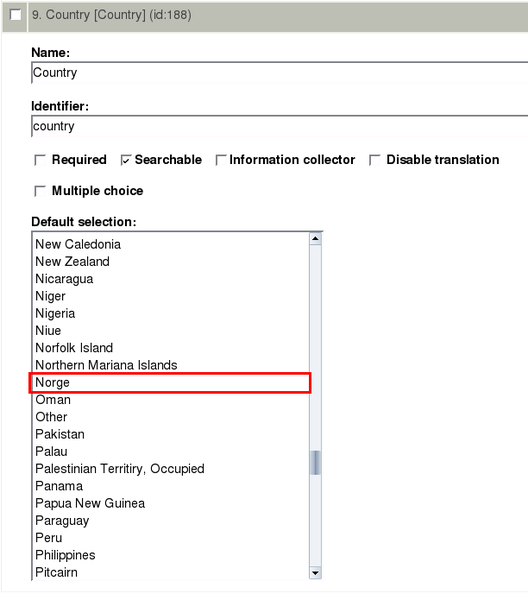 9. Country [Country] (id:188)
Name:
Country
Identifier:
country
Required Searchable Information collector Disable translation
Multiple choice
Default selection:
New Caledonia
New Zealand
Nicaragua
Niger
Nigeria
Niue
Norfolk Island
Northern Mariana Islands
Norge
Oman
Other
Pakistan
Palau
Palestinian Territiry, Occupied
Panama
Papua New Guinea
Paraguay
Peru
Philippines
Pitcairn